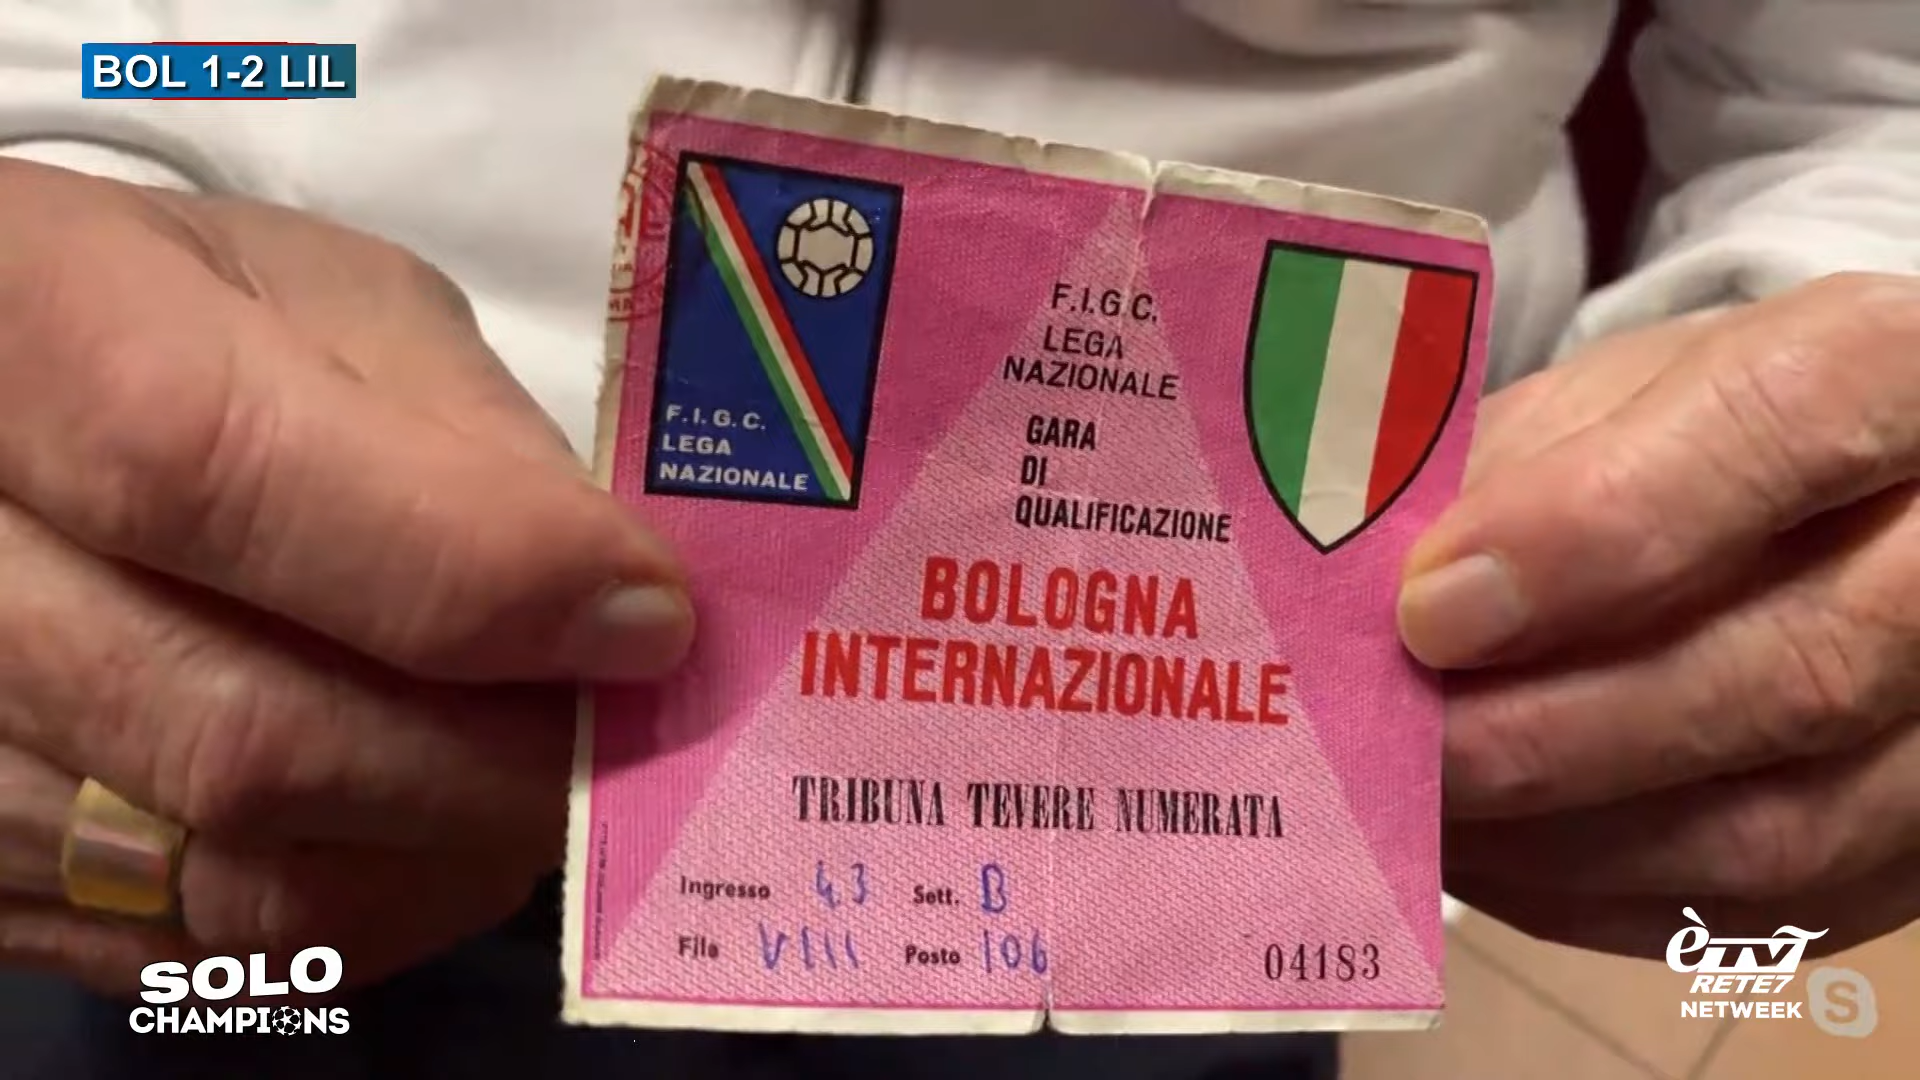 BOL 1-2 LIL
F.I.G.C.
LEGA
NAZIONALE
F.I.G.C.
LEGA
NAZIONALE
GARA
DI
QUALIFICAZIONE
BOLOGNA
INTERNAZIONALE
TRIBUNA TEVERE NUMERATA
Ingresso 43 Sett. B
Fila VIII Posto 106
04183
SOLO
CHAMPIONS
èTV
RETE7
NETWEEK
S